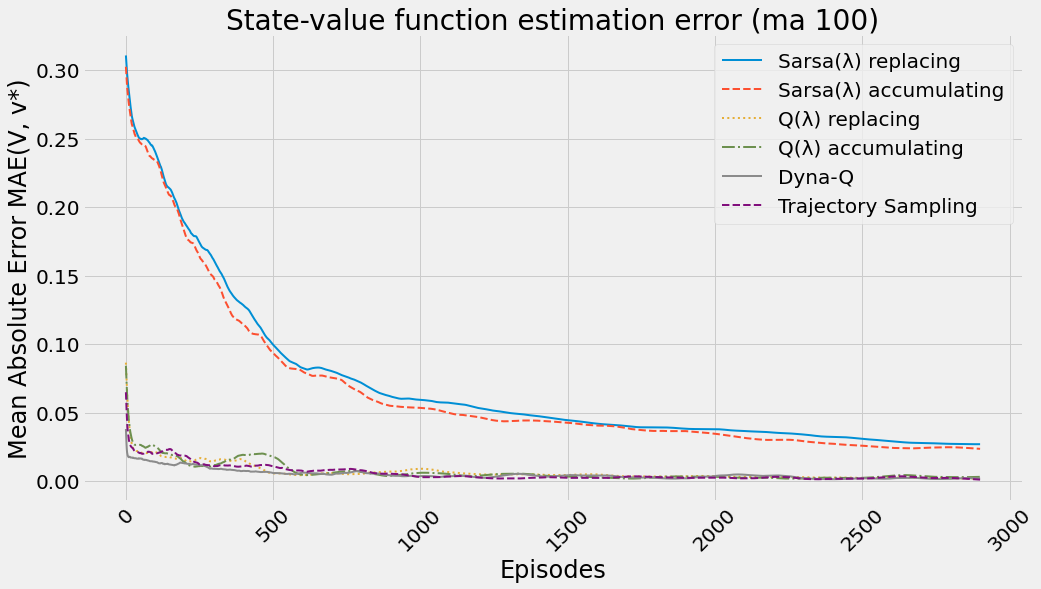 State-value function estimation error (ma 100)
Mean Absolute Error MAE(V, v*)
0.30
0.25
0.20
0.15
0.10
0.05
0.00
Sarsa(λ) replacing
Sarsa(λ) accumulating
Q(λ) replacing
Q(λ) accumulating
Dyna-Q
Trajectory Sampling
0
500
1000
1500
2000
2500
3000
Episodes